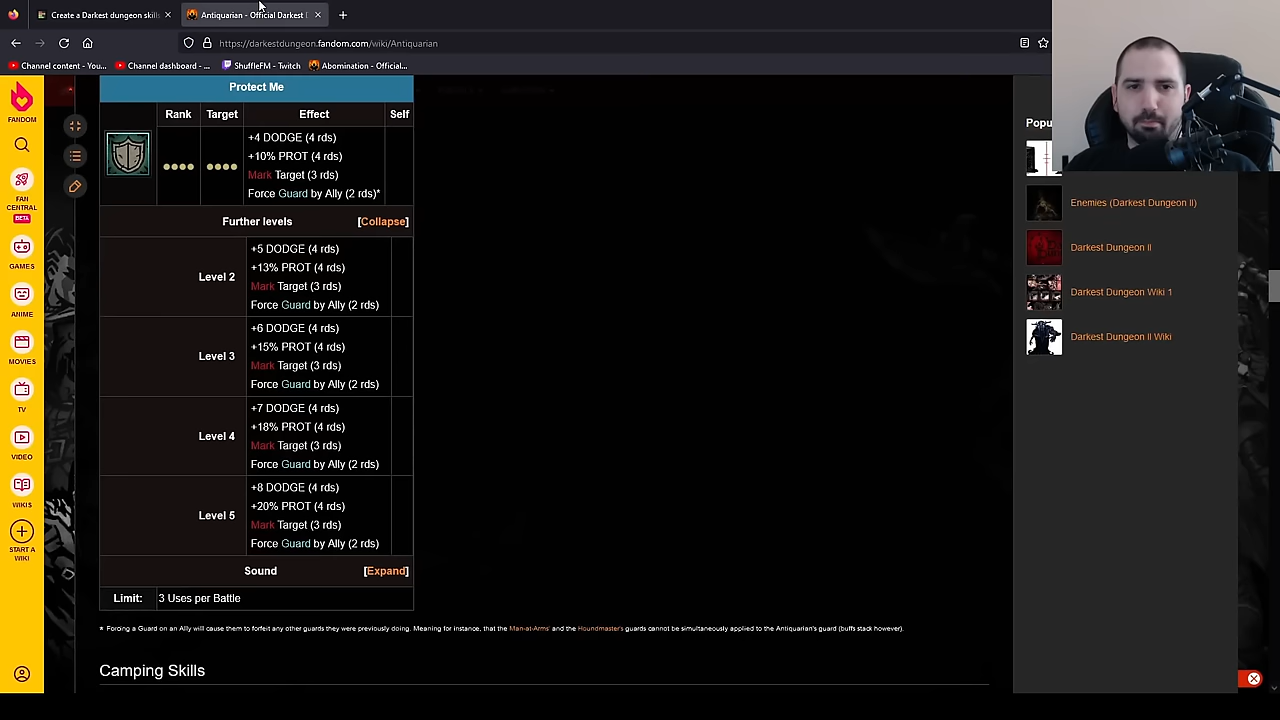 Create a Darkest dungeon skills
Antiquarian - Official Darkest D
https://darkestdungeon.fandom.com/wiki/Antiquarian
Channel content - You...
Channel dashboard - ...
ShuffleFM - Twitch
Abomination - Official...
FANDOM
FAN CENTRAL
BETA
GAMES
ANIME
MOVIES
TV
VIDEO
WIKIS
START A WIKI
Protect Me
Rank Target Effect Self
+4 DODGE (4 rds)
+10% PROT (4 rds)
Mark Target (3 rds)
Force Guard by Ally (2 rds)*
Further levels [Collapse]
Level 2
+5 DODGE (4 rds)
+13% PROT (4 rds)
Mark Target (3 rds)
Force Guard by Ally (2 rds)
Level 3
+6 DODGE (4 rds)
+15% PROT (4 rds)
Mark Target (3 rds)
Force Guard by Ally (2 rds)
Level 4
+7 DODGE (4 rds)
+18% PROT (4 rds)
Mark Target (3 rds)
Force Guard by Ally (2 rds)
Level 5
+8 DODGE (4 rds)
+20% PROT (4 rds)
Mark Target (3 rds)
Force Guard by Ally (2 rds)
Sound [Expand]
Limit: 3 Uses per Battle
* Forcing a Guard on an Ally will cause them to forfeit any other guards they were previously doing. Meaning for instance, that the Man-at-Arms' and the Houndmaster's guards cannot be simultaneously applied to the Antiquarian's guard (buffs stack however).
Camping Skills
Popu
Enemies (Darkest Dungeon II)
Darkest Dungeon II
Darkest Dungeon Wiki 1
Darkest Dungeon II Wiki